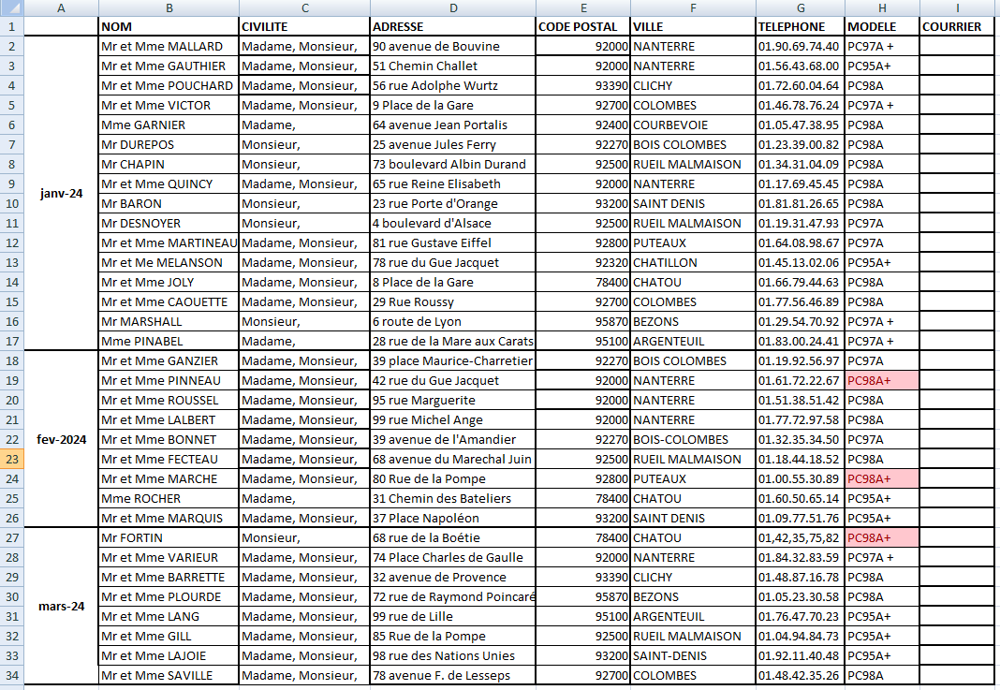 A B C D E F G H I
1 NOM CIVILITE ADRESSE CODE POSTAL VILLE TELEPHONE MODELE COURRIER
2 Mr et Mme MALLARD Madame, Monsieur, 90 avenue de Bouvine 92000 NANTERRE 01.90.69.74.40 PC97A +
3 Mr et Mme GAUTHIER Madame, Monsieur, 51 Chemin Challet 92000 NANTERRE 01.56.43.68.00 PC95A+
4 Mr et Mme POUCHARD Madame, Monsieur, 56 rue Adolphe Wurtz 93390 CLICHY 01.72.60.04.64 PC98A
5 Mr et Mme VICTOR Madame, Monsieur, 9 Place de la Gare 92700 COLOMBES 01.46.78.76.24 PC97A +
6 Mme GARNIER Madame, 64 avenue Jean Portalis 92400 COURBEVOIE 01.05.47.38.95 PC98A
7 Mr DUREPOS Monsieur, 25 avenue Jules Ferry 92270 BOIS COLOMBES 01.23.39.00.82 PC98A
8 Mr CHAPIN Monsieur, 73 boulevard Albin Durand 92500 RUEIL MALMAISON 01.34.31.04.09 PC98A
9 Mr et Mme QUINCY Madame, Monsieur, 65 rue Reine Elisabeth 92000 NANTERRE 01.17.69.45.45 PC98A
janv-24
10 Mr BARON Monsieur, 23 rue Porte d'Orange 93200 SAINT DENIS 01.81.81.26.65 PC98A
11 Mr DESNOYER Monsieur, 4 boulevard d'Alsace 92500 RUEIL MALMAISON 01.19.31.47.93 PC97A
12 Mr et Mme MARTINEAU Madame, Monsieur, 81 rue Gustave Eiffel 92800 PUTEAUX 01.64.08.98.67 PC97A
13 Mr et Me MELANSON Madame, Monsieur, 78 rue du Gue Jacquet 92320 CHATILLON 01.45.13.02.06 PC95A+
14 Mr et Mme JOLY Madame, Monsieur, 8 Place de la Gare 78400 CHATOU 01.66.79.44.63 PC98A
15 Mr et Mme CAOUETTE Madame, Monsieur, 29 Rue Roussy 92700 COLOMBES 01.77.56.46.89 PC98A
16 Mr MARSHALL Monsieur, 6 route de Lyon 95870 BEZONS 01.29.54.70.92 PC97A +
17 Mme PINABEL Madame, 28 rue de la Mare aux Carats 95100 ARGENTEUIL 01.83.00.24.41 PC97A +
18 Mr et Mme GANZIER Madame, Monsieur, 39 place Maurice-Charretier 92270 BOIS COLOMBES 01.19.92.56.97 PC97A
19 Mr et Mme PINNEAU Madame, Monsieur, 42 rue du Gue Jacquet 92000 NANTERRE 01.61.72.22.67 PC98A+
20 Mr et Mme ROUSSEL Madame, Monsieur, 95 rue Marguerite 92000 NANTERRE 01.51.38.51.42 PC98A
21 Mr et Mme LALBERT Madame, Monsieur, 99 rue Michel Ange 92000 NANTERRE 01.77.72.97.58 PC98A
22 fev-2024 Mr et Mme BONNET Madame, Monsieur, 39 avenue de l'Amandier 92270 BOIS-COLOMBES 01.32.35.34.50 PC97A
23 Mr et Mme FECTEAU Madame, Monsieur, 68 avenue du Marechal Juin 92500 RUEIL MALMAISON 01.18.44.18.52 PC98A
24 Mr et Mme MARCHE Madame, Monsieur, 80 Rue de la Pompe 92800 PUTEAUX 01.00.55.30.89 PC98A+
25 Mme ROCHER Madame, 31 Chemin des Bateliers 78400 CHATOU 01.60.50.65.14 PC95A+
26 Mr et Mme MARQUIS Madame, Monsieur, 37 Place Napoléon 93200 SAINT DENIS 01.09.77.51.76 PC95A+
27 Mr FORTIN Monsieur, 68 rue de la Boétie 78400 CHATOU 01,42,35,75,82 PC98A+
28 Mr et Mme VARIEUR Madame, Monsieur, 74 Place Charles de Gaulle 92000 NANTERRE 01.84.32.83.59 PC97A +
29 Mr et Mme BARRETTE Madame, Monsieur, 32 avenue de Provence 93390 CLICHY 01.48.87.16.78 PC98A
30 Mr et Mme PLOURDE Madame, Monsieur, 72 rue de Raymond Poincaré 95870 BEZONS 01.05.23.30.58 PC98A
mars-24
31 Mr et Mme LANG Madame, Monsieur, 99 rue de Lille 95100 ARGENTEUIL 01.76.47.70.23 PC95A+
32 Mr et Mme GILL Madame, Monsieur, 85 Rue de la Pompe 92500 RUEIL MALMAISON 01.04.94.84.73 PC95A+
33 Mr et Mme LAJOIE Madame, Monsieur, 98 rue des Nations Unies 93200 SAINT-DENIS 01.92.11.40.48 PC95A+
34 Mr et Mme SAVILLE Madame, Monsieur, 78 avenue F. de Lesseps 92700 COLOMBES 01.48.42.35.26 PC98A